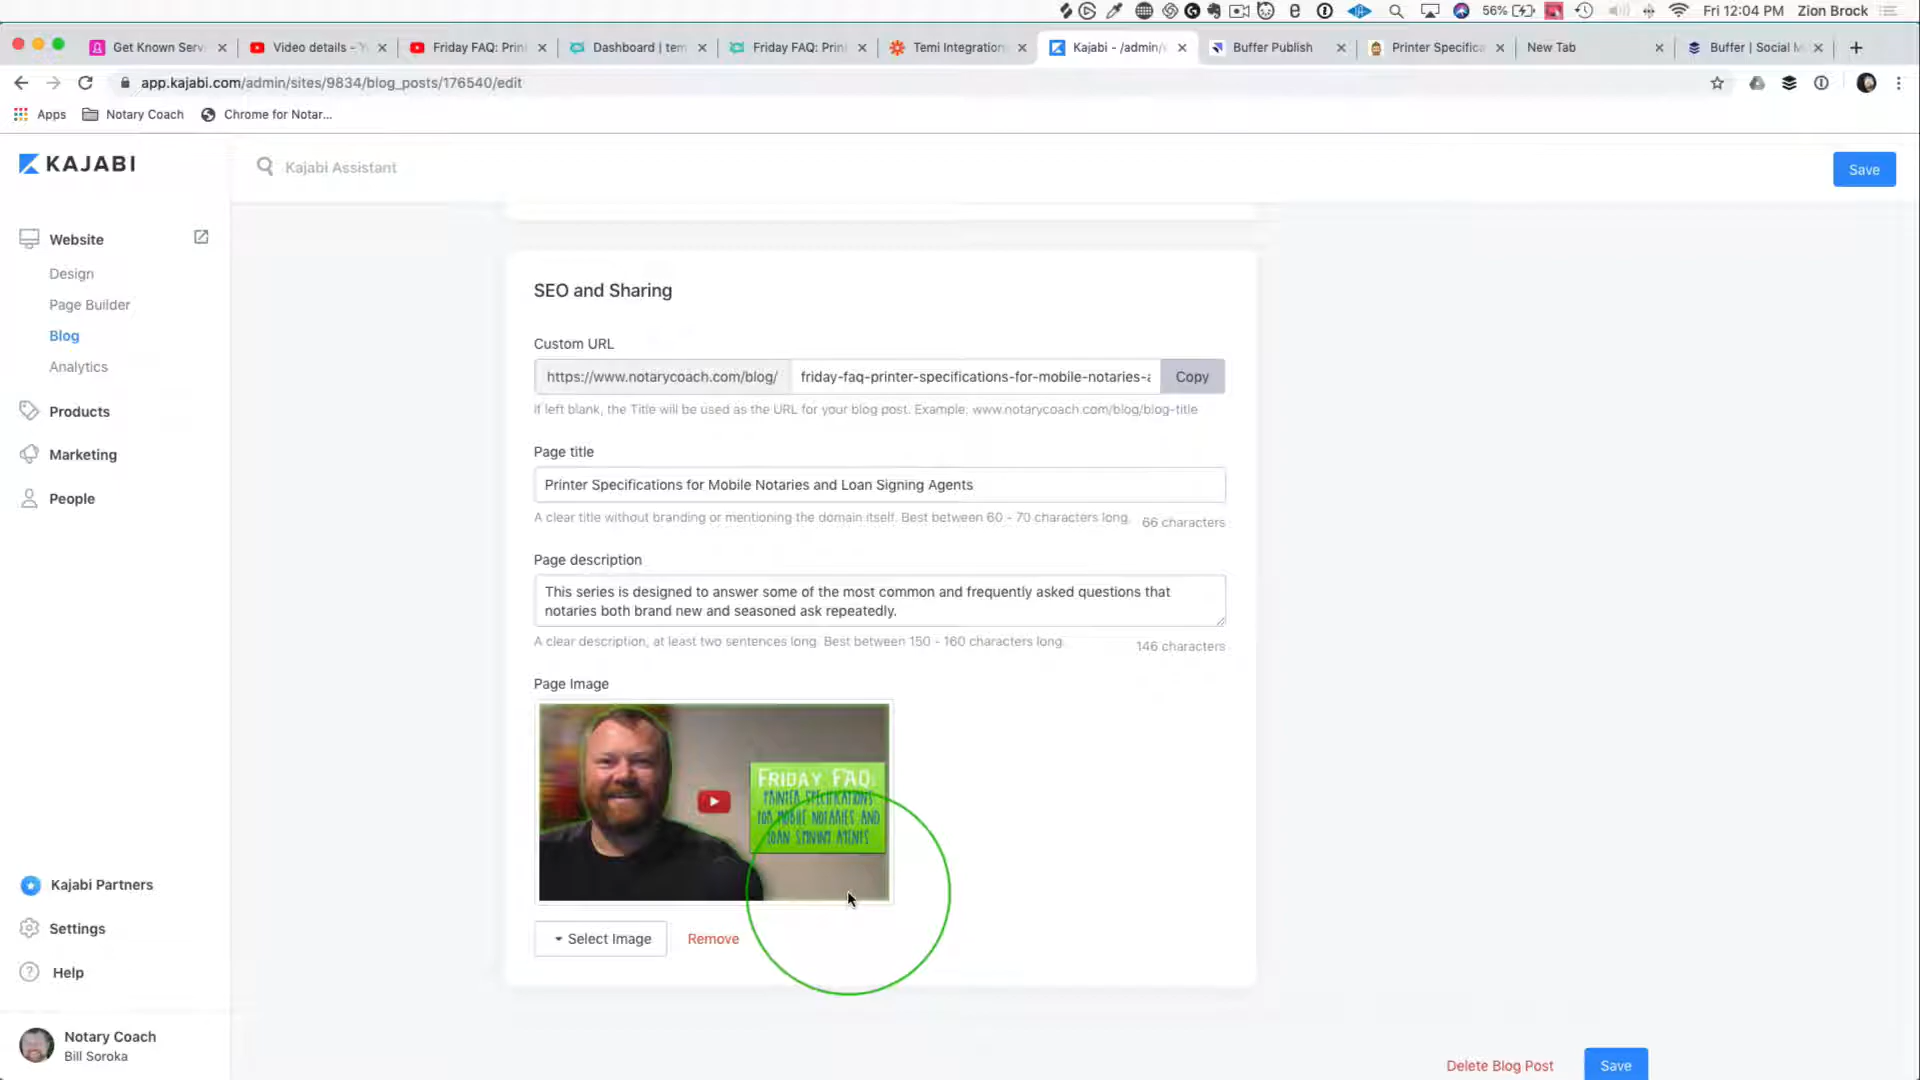 56%
Fri 12:04 PM
Zion Brock
Get Known Serv
Video details - Y
Friday FAQ: Prin
Dashboard | tem
Friday FAQ: Prin
Temi Integration
Kajabi - /admin/
Buffer Publish
Printer Specifica
New Tab
Buffer | Social M
app.kajabi.com/admin/sites/9834/blog_posts/176540/edit
Apps
Notary Coach
Chrome for Notar...
KAJABI
Kajabi Assistant
Save
Website
Design
Page Builder
Blog
Analytics
Products
Marketing
People
Kajabi Partners
Settings
Help
Notary Coach
Bill Soroka
SEO and Sharing
Custom URL
https://www.notarycoach.com/blog/
friday-faq-printer-specifications-for-mobile-notaries-a
Copy
If left blank, the Title will be used as the URL for your blog post. Example: www.notarycoach.com/blog/blog-title
Page title
Printer Specifications for Mobile Notaries and Loan Signing Agents
A clear title without branding or mentioning the domain itself. Best between 60 - 70 characters long.
66 characters
Page description
This series is designed to answer some of the most common and frequently asked questions that
notaries both brand new and seasoned ask repeatedly.
A clear description, at least two sentences long. Best between 150 - 160 characters long.
146 characters
Page Image
FRIDAY FAQ:
PRINTER SPECIFICATIONS
FOR MOBILE NOTARIES AND
LOAN SIGNING AGENTS
Select Image
Remove
Delete Blog Post
Save